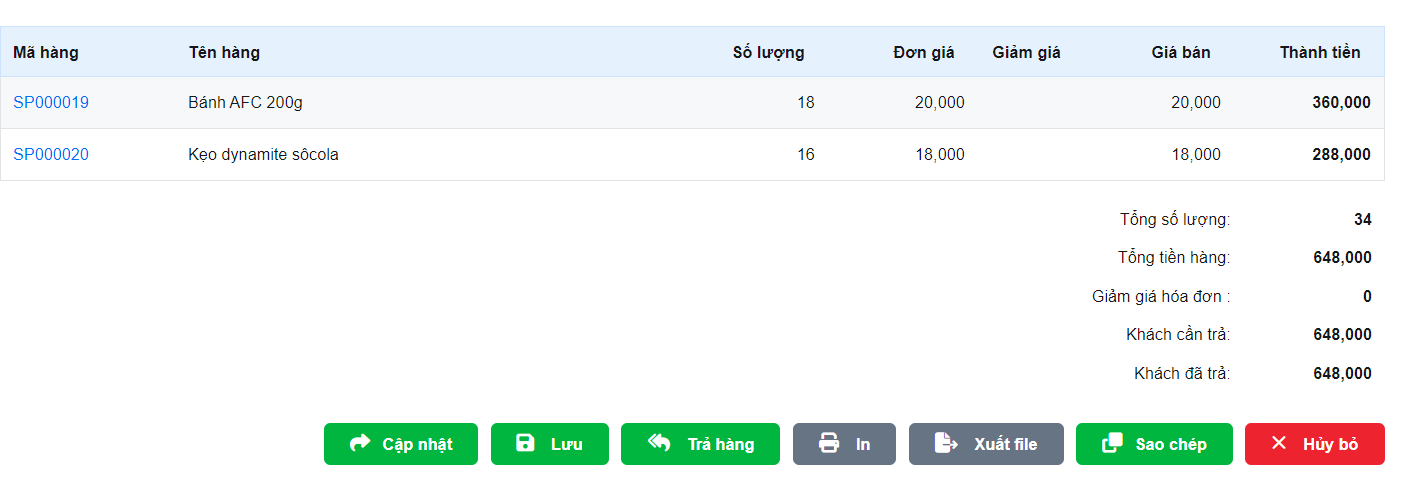 Mã hàng Tên hàng Số lượng Đơn giá Giảm giá Giá bán Thành tiền
SP000019 Bánh AFC 200g 18 20,000 20,000 360,000
SP000020 Kẹo dynamite sôcola 16 18,000 18,000 288,000
Tổng số lượng: 34
Tổng tiền hàng: 648,000
Giảm giá hóa đơn : 0
Khách cần trả: 648,000
Khách đã trả: 648,000
Cập nhật Lưu Trả hàng In Xuất file Sao chép Hủy bỏ